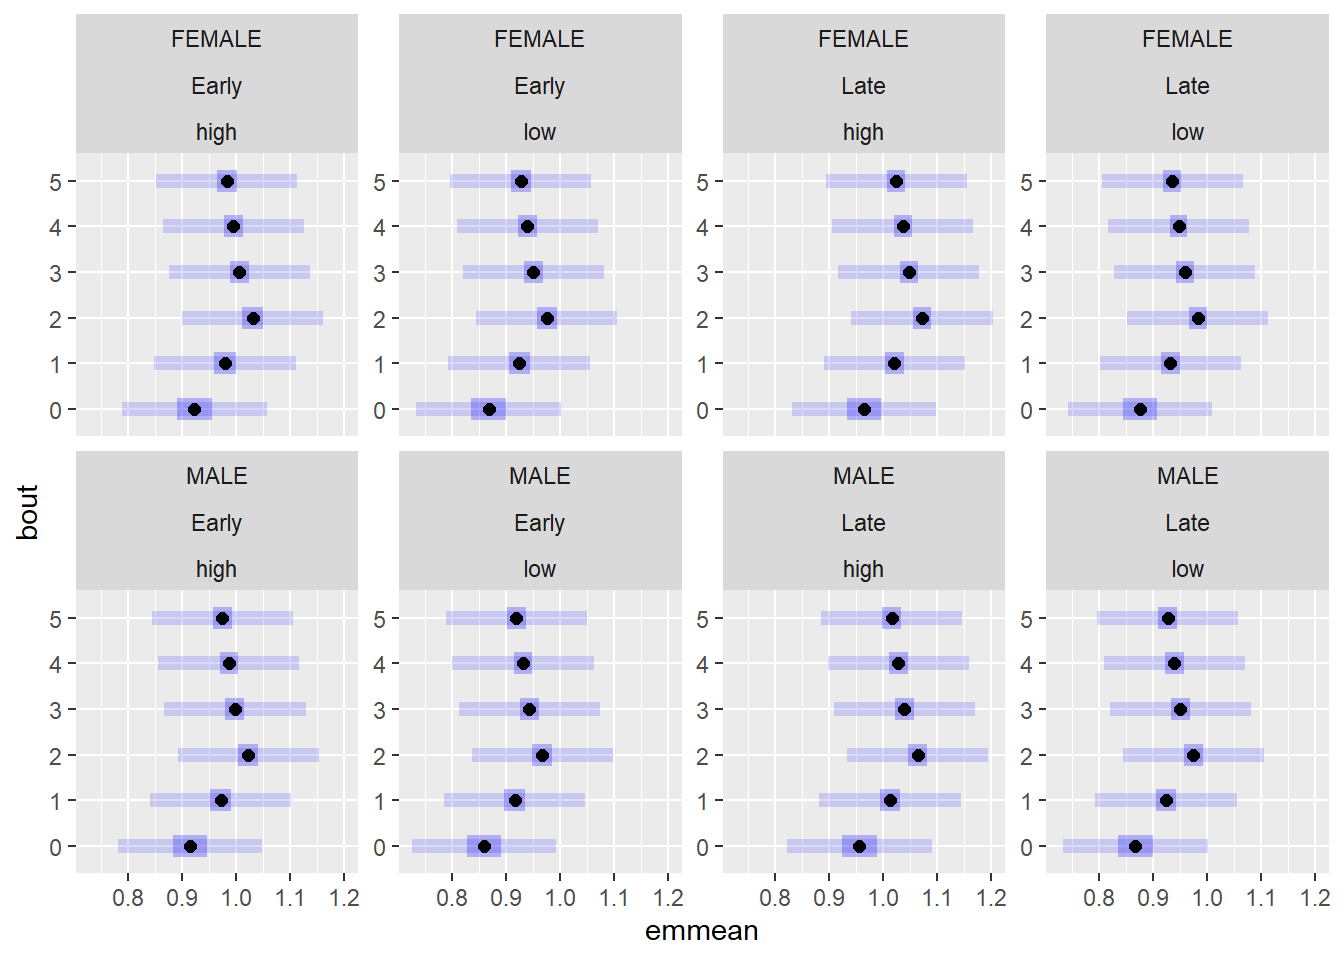 FEMALE FEMALE FEMALE FEMALE
Early Early Late Late
high low high low
5 5 5 5
4 4 4 4
3 3 3 3
2 2 2 2
1 1 1 1
0 0 0 0
MALE MALE MALE MALE
Early Early Late Late
high low high low
bout
5 5 5 5
4 4 4 4
3 3 3 3
2 2 2 2
1 1 1 1
0 0 0 0
0.8 0.9 1.0 1.1 1.2 0.8 0.9 1.0 1.1 1.2 0.8 0.9 1.0 1.1 1.2 0.8 0.9 1.0 1.1 1.2
emmean